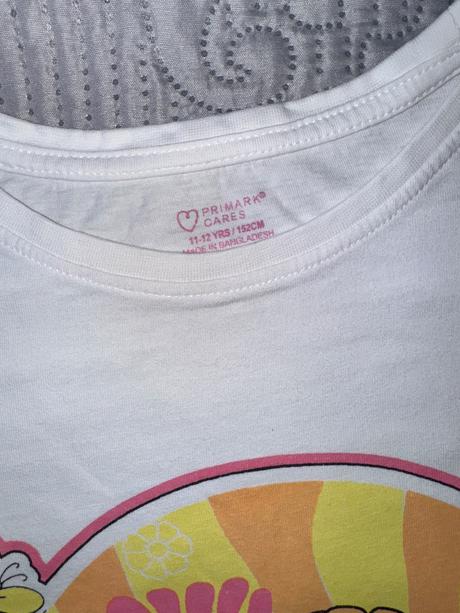 PRIMARK®
CARES
11-12 YRS / 152CM
MADE IN BANGLADESH